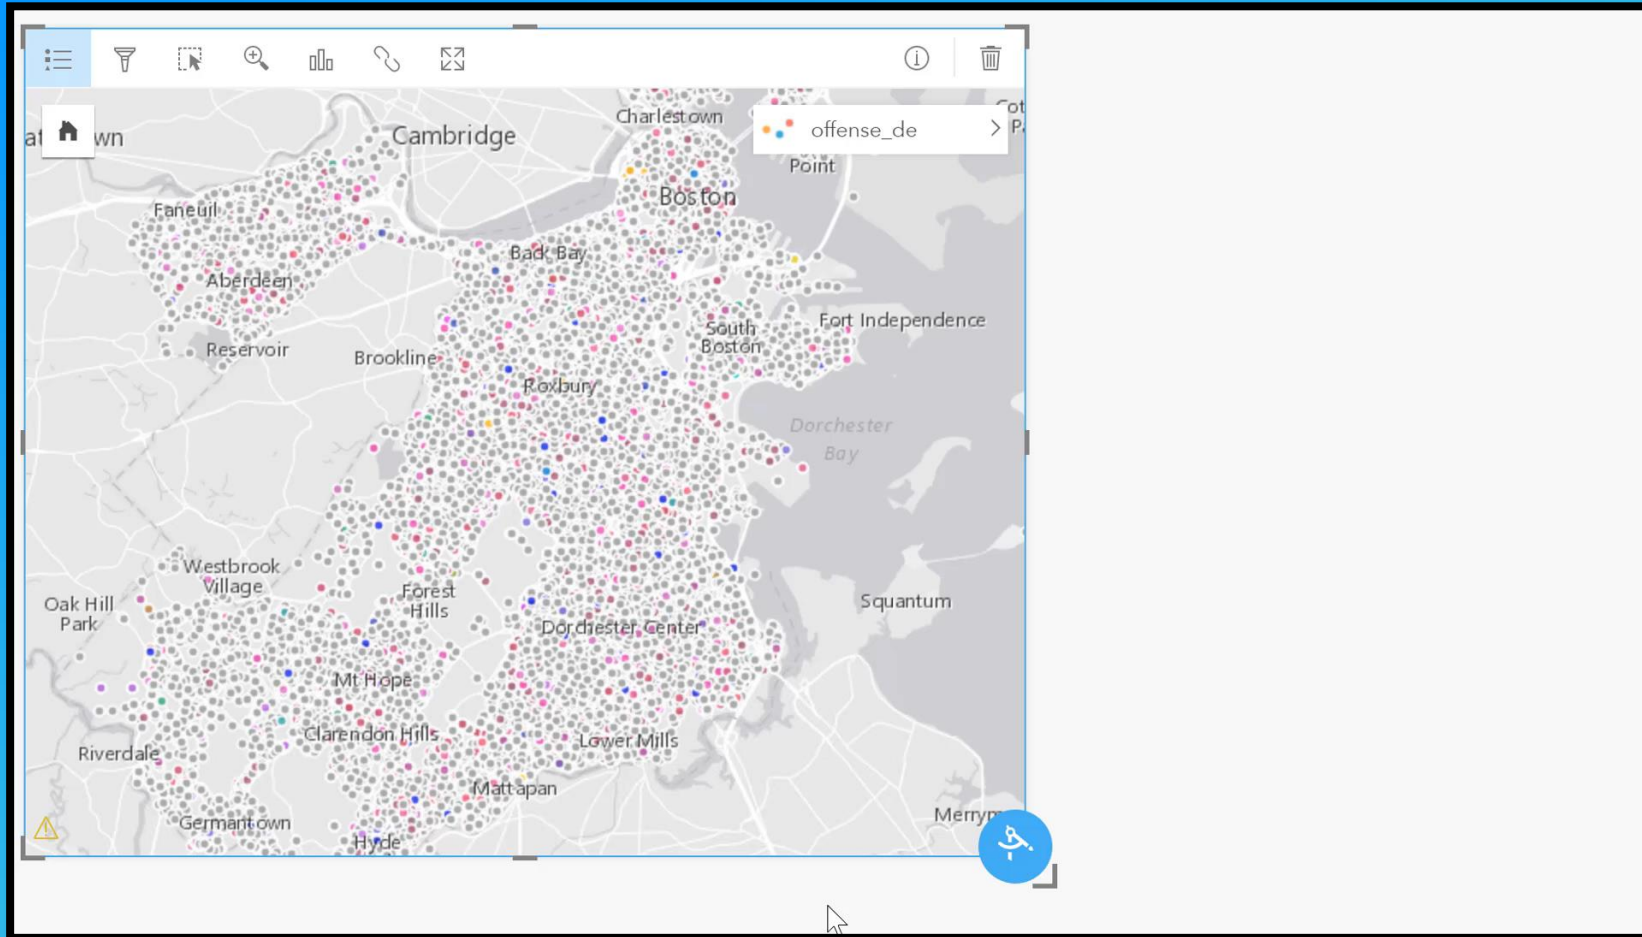 Charlestown
Cot
Cambridge
offense_de
Point
Boston
Faneuil
Back Bay
Aberdeen
Fort Independence
South
Boston
Reservoir
Brookline
Roxbury
Dorchester
Bay
Westbrook
Village
Forest
Hills
Oak Hill
Park
Squantum
Dorchester Center
Mt Hope
Clarendon Hills
Lower Mills
Riverdale
Mattapan
Merrym
Germantown
Hyde